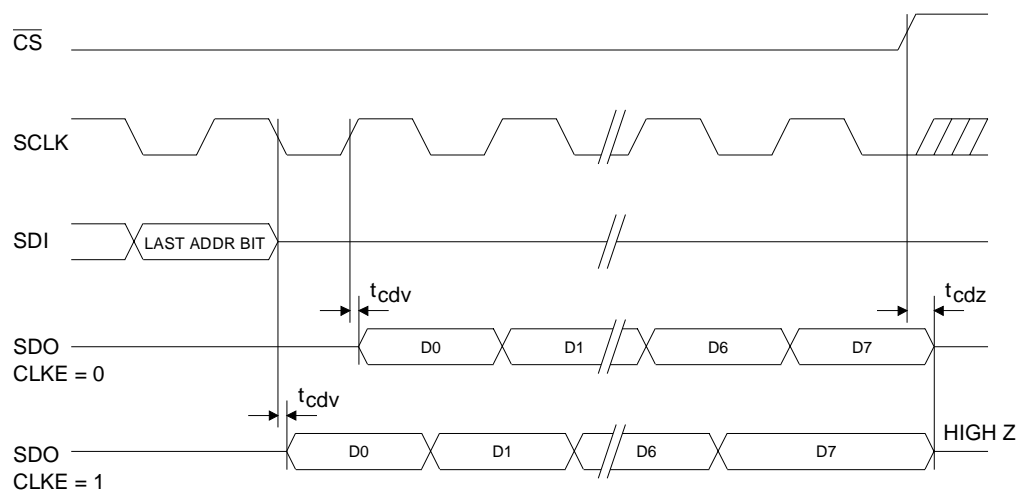 CS
SCLK
SDI
LAST ADDR BIT
tcdv
tcdz
SDO
CLKE = 0
D0
D1
D6
D7
tcdv
SDO
CLKE = 1
D0
D1
D6
D7
HIGH Z